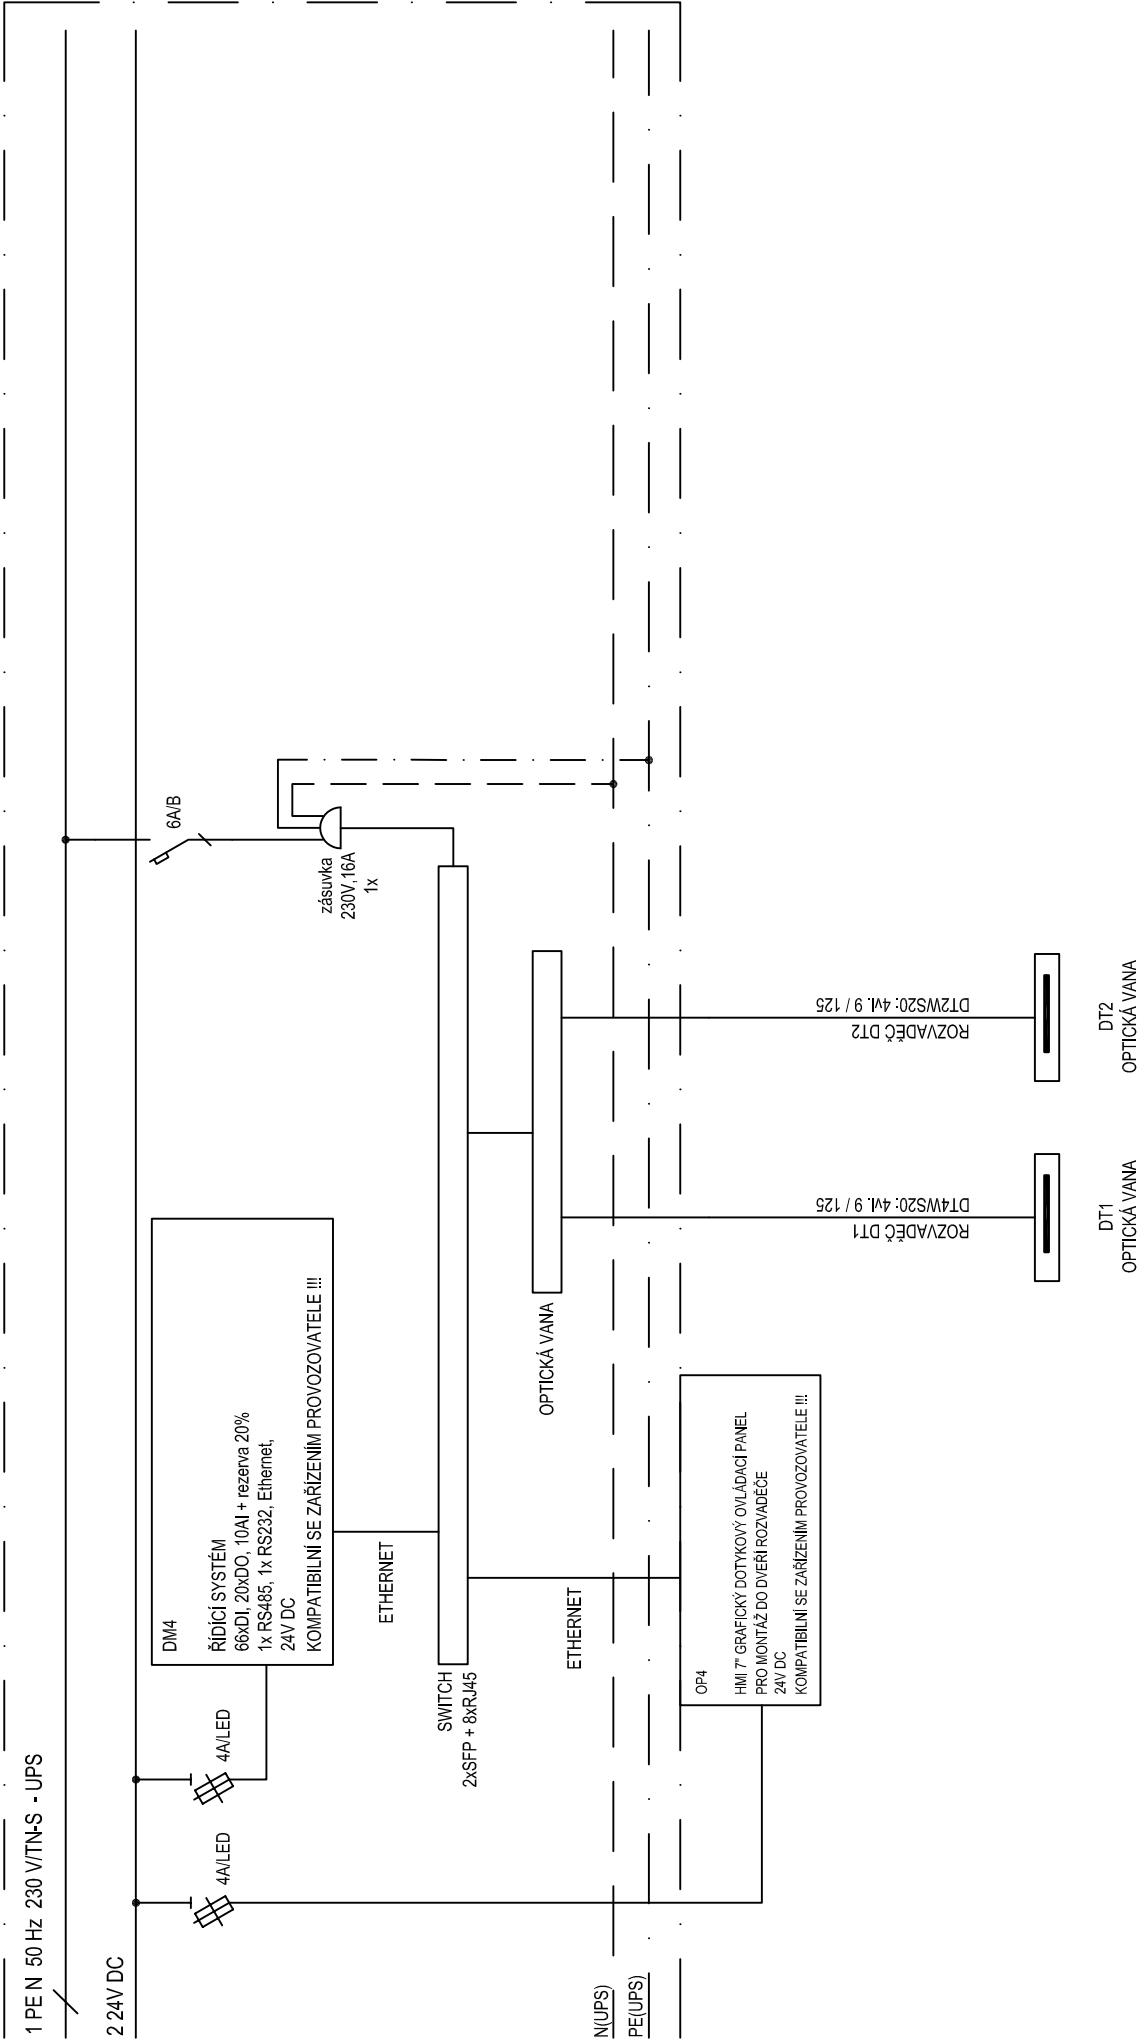 1 PE N 50 Hz 230 V/TN-S - UPS
2 24V DC
4A/LED
4A/LED
DM4
ŘÍDÍCÍ SYSTÉM
66xDI, 20xDO, 10AI + rezerva 20%
1x RS485, 1x RS232, Ethernet,
24V DC
KOMPATIBILNÍ SE ZAŘÍZENÍM PROVOZOVATELE !!!
6A/B
zásuvka
230V,16A
1x
ETHERNET
SWITCH
2xSFP + 8xRJ45
OPTICKÁ VANA
ETHERNET
N(UPS)
PE(UPS)
OP4
HMI 7" GRAFICKÝ DOTYKOVÝ OVLÁDACÍ PANEL
PRO MONTÁŽ DO DVEŘÍ ROZVADĚČE
24V DC
KOMPATIBILNÍ SE ZAŘÍZENÍM PROVOZOVATELE !!!
ROZVADĚČ DT1
DT4WS20: 4vl. 9 / 125
ROZVADĚČ DT2
DT2WS20: 4vl. 9 / 125
DT1
OPTICKÁ VANA
DT2
OPTICKÁ VANA